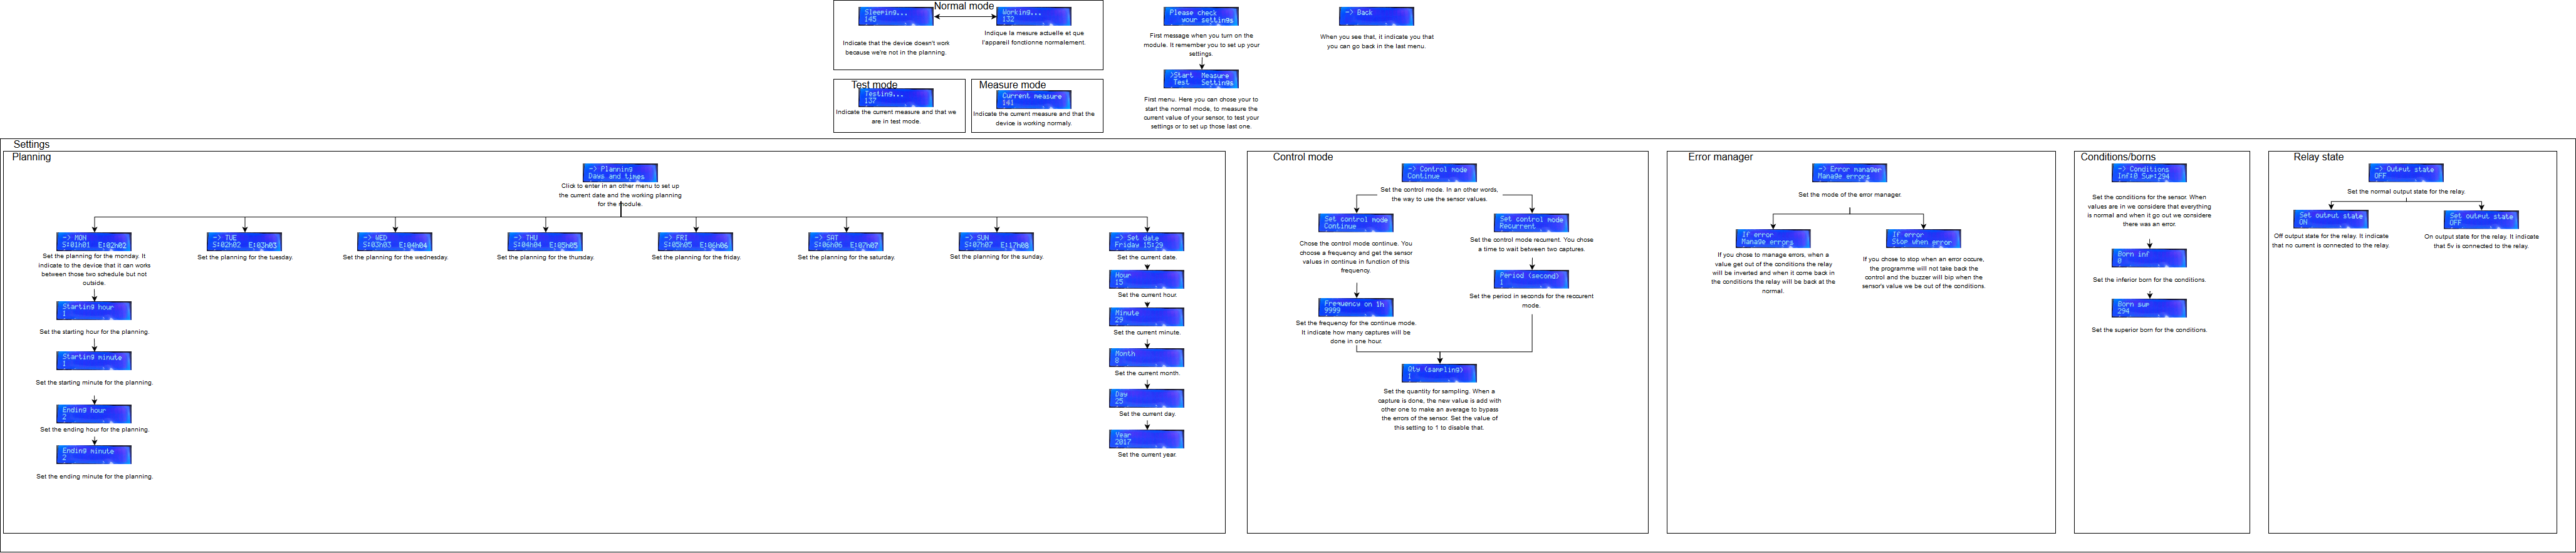 Normal mode
Sleeping...
145
Working...
132
Indicate that the device doesn't work
because we're not in the planning.
Indique la mesure actuelle et que
l'appareil fonctionne normalement.
Please check
your settings
First message when you turn on the
module. It remember you to set up your
settings.
-> Back
When you see that, it indicate you that
you can go back in the last menu.
Test mode
Testing...
137
Indicate the current measure and that we
are in test mode.
Measure mode
Current measure
141
Indicate the current measure and that the
device is working normaly.
>Start Measure
Test Settings
First menu. Here you can chose your to
start the normal mode, to measure the
current value of your sensor, to test your
settings or to set up those last one.
Settings
Planning
-> Planning
Days and times
Click to enter in an other menu to set up
the current date and the working planning
for the module.
-> MON
S:01h01 E:02h02
Set the planning for the monday. It
indicate to the device that it can works
between those two schedule but not
outside.
Starting hour
1
Set the starting hour for the planning.
Starting minute
1
Set the starting minute for the planning.
Ending hour
2
Set the ending hour for the planning.
Ending minute
2
Set the ending minute for the planning.
-> TUE
S:02h02 E:03h03
Set the planning for the tuesday.
-> WED
S:03h03 E:04h04
Set the planning for the wednesday.
-> THU
S:04h04 E:05h05
Set the planning for the thursday.
-> FRI
S:05h05 E:06h06
Set the planning for the friday.
-> SAT
S:06h06 E:07h07
Set the planning for the saturday.
-> SUN
S:07h07 E:17h08
Set the planning for the sunday.
-> Set date
Friday 15:29
Set the current date.
Hour
15
Set the current hour.
Minute
29
Set the current minute.
Month
8
Set the current month.
Day
25
Set the current day.
Year
2017
Set the current year.
Control mode
-> Control mode
Continue
Set the control mode. In an other words,
the way to use the sensor values.
Set control mode
Continue
Chose the control mode continue. You
choose a frequency and get the sensor
values in continue in function of this
frequency.
Frequency on 1h
9999
Set the frequency for the continue mode.
It indicate how many captures will be
done in one hour.
Set control mode
Recurrent
Set the control mode recurrent. You chose
a time to wait between two captures.
Period (second)
1
Set the period in seconds for the reccurent
mode.
Qty (sampling)
1
Set the quantity for sampling. When a
capture is done, the new value is add with
other one to make an average to bypass
the errors of the sensor. Set the value of
this setting to 1 to disable that.
Error manager
-> Error manager
Manage errors
Set the mode of the error manager.
If error
Manage errors
If you chose to manage errors, when a
value get out of the conditions the relay
will be inverted and when it come back in
the conditions the relay will be back at the
normal.
If error
Stop when error
If you chose to stop when an error occure,
the programme will not take back the
control and the buzzer will bip when the
sensor's value we be out of the conditions.
Conditions/borns
-> Conditions
Inf:0 Sup:294
Set the conditions for the sensor. When
values are in we considere that everything
is normal and when it go out we considere
there was an error.
Born inf
0
Set the inferior born for the conditions.
Born sup
294
Set the superior born for the conditions.
Relay state
-> Output state
OFF
Set the normal output state for the relay.
Set output state
ON
Off output state for the relay. It indicate
that no current is connected to the relay.
Set output state
OFF
On output state for the relay. It indicate
that 5v is connected to the relay.